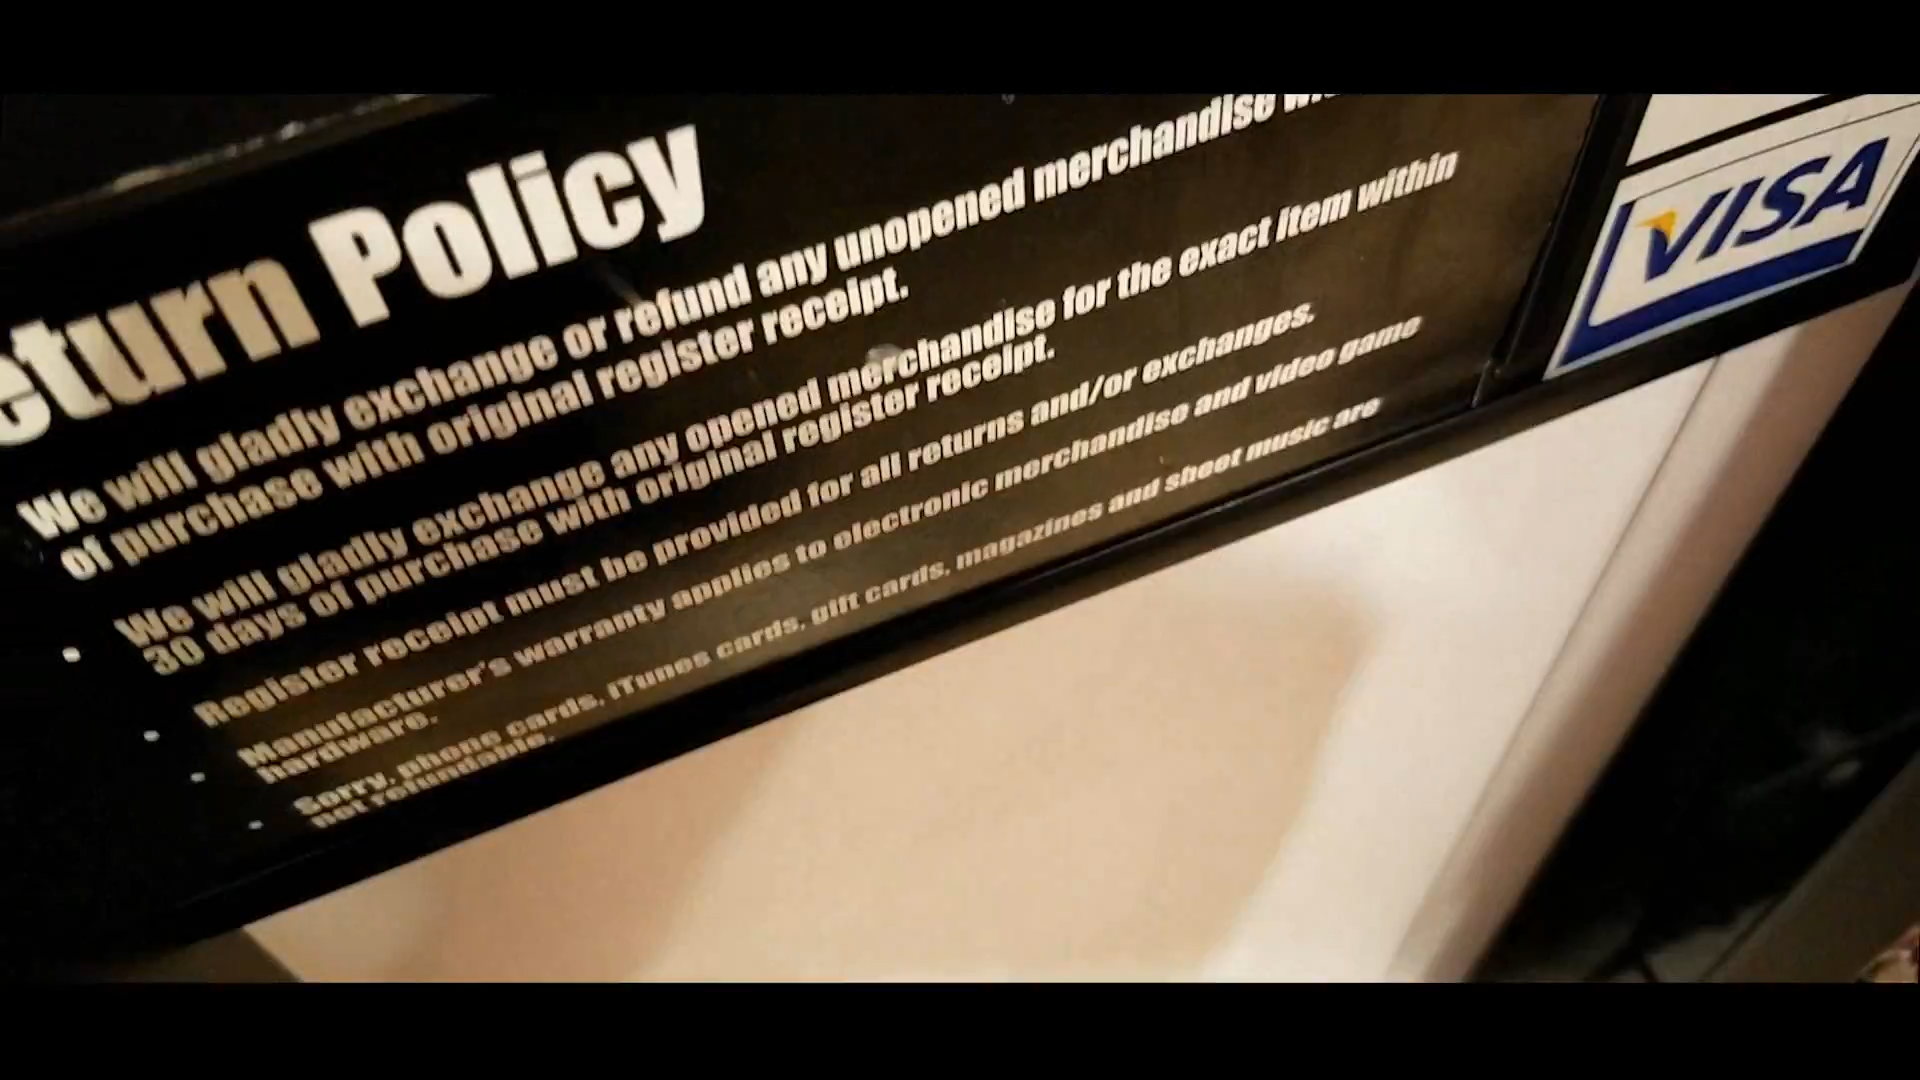 eturn Policy
We will gladly exchange or refund any unopened merchandise
of purchase with original register receipt.
We will gladly exchange any opened merchandise for the exact item within
30 days of purchase with original register receipt.
Register receipt must be provided for all returns and/or exchanges.
Manufacturer's warranty applies to electronic merchandise and video game
hardware.
Sorry, phone cards, iTunes cards, gift cards, magazines and sheet music are
not refundable.
VISA